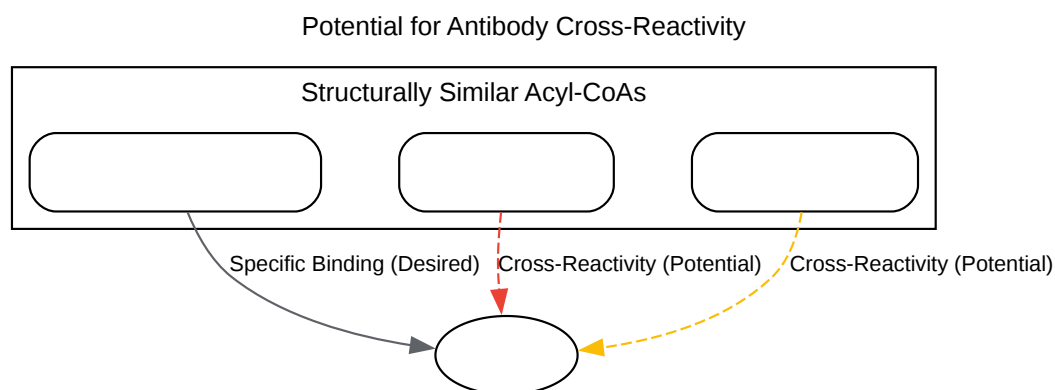 Potential for Antibody Cross-Reactivity
Structurally Similar Acyl-CoAs
Specific Binding (Desired)
Cross-Reactivity (Potential)
Cross-Reactivity (Potential)